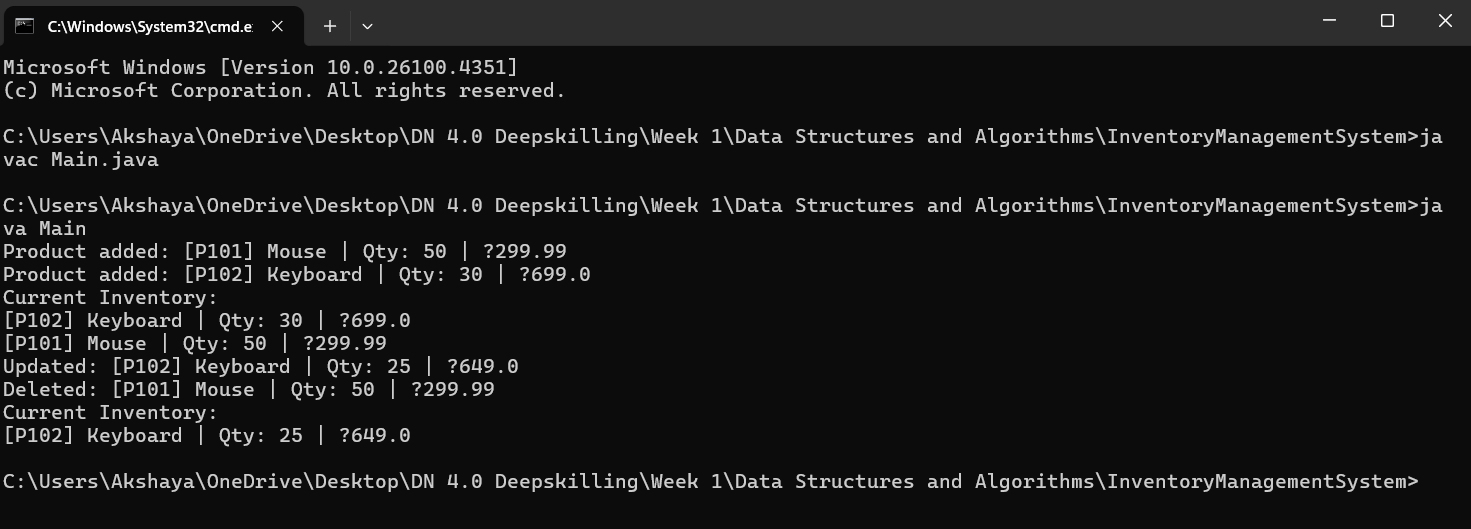 C:\Windows\System32\cmd.e
Microsoft Windows [Version 10.0.26100.4351]
(c) Microsoft Corporation. All rights reserved.
C:\Users\Akshaya\OneDrive\Desktop\DN 4.0 Deepskilling\Week 1\Data Structures and Algorithms\InventoryManagementSystem>ja
vac Main.java
C:\Users\Akshaya\OneDrive\Desktop\DN 4.0 Deepskilling\Week 1\Data Structures and Algorithms\InventoryManagementSystem>ja
va Main
Product added: [P101] Mouse | Qty: 50 | ?299.99
Product added: [P102] Keyboard | Qty: 30 | ?699.0
Current Inventory:
[P102] Keyboard | Qty: 30 | ?699.0
[P101] Mouse | Qty: 50 | ?299.99
Updated: [P102] Keyboard | Qty: 25 | ?649.0
Deleted: [P101] Mouse | Qty: 50 | ?299.99
Current Inventory:
[P102] Keyboard | Qty: 25 | ?649.0
C:\Users\Akshaya\OneDrive\Desktop\DN 4.0 Deepskilling\Week 1\Data Structures and Algorithms\InventoryManagementSystem>